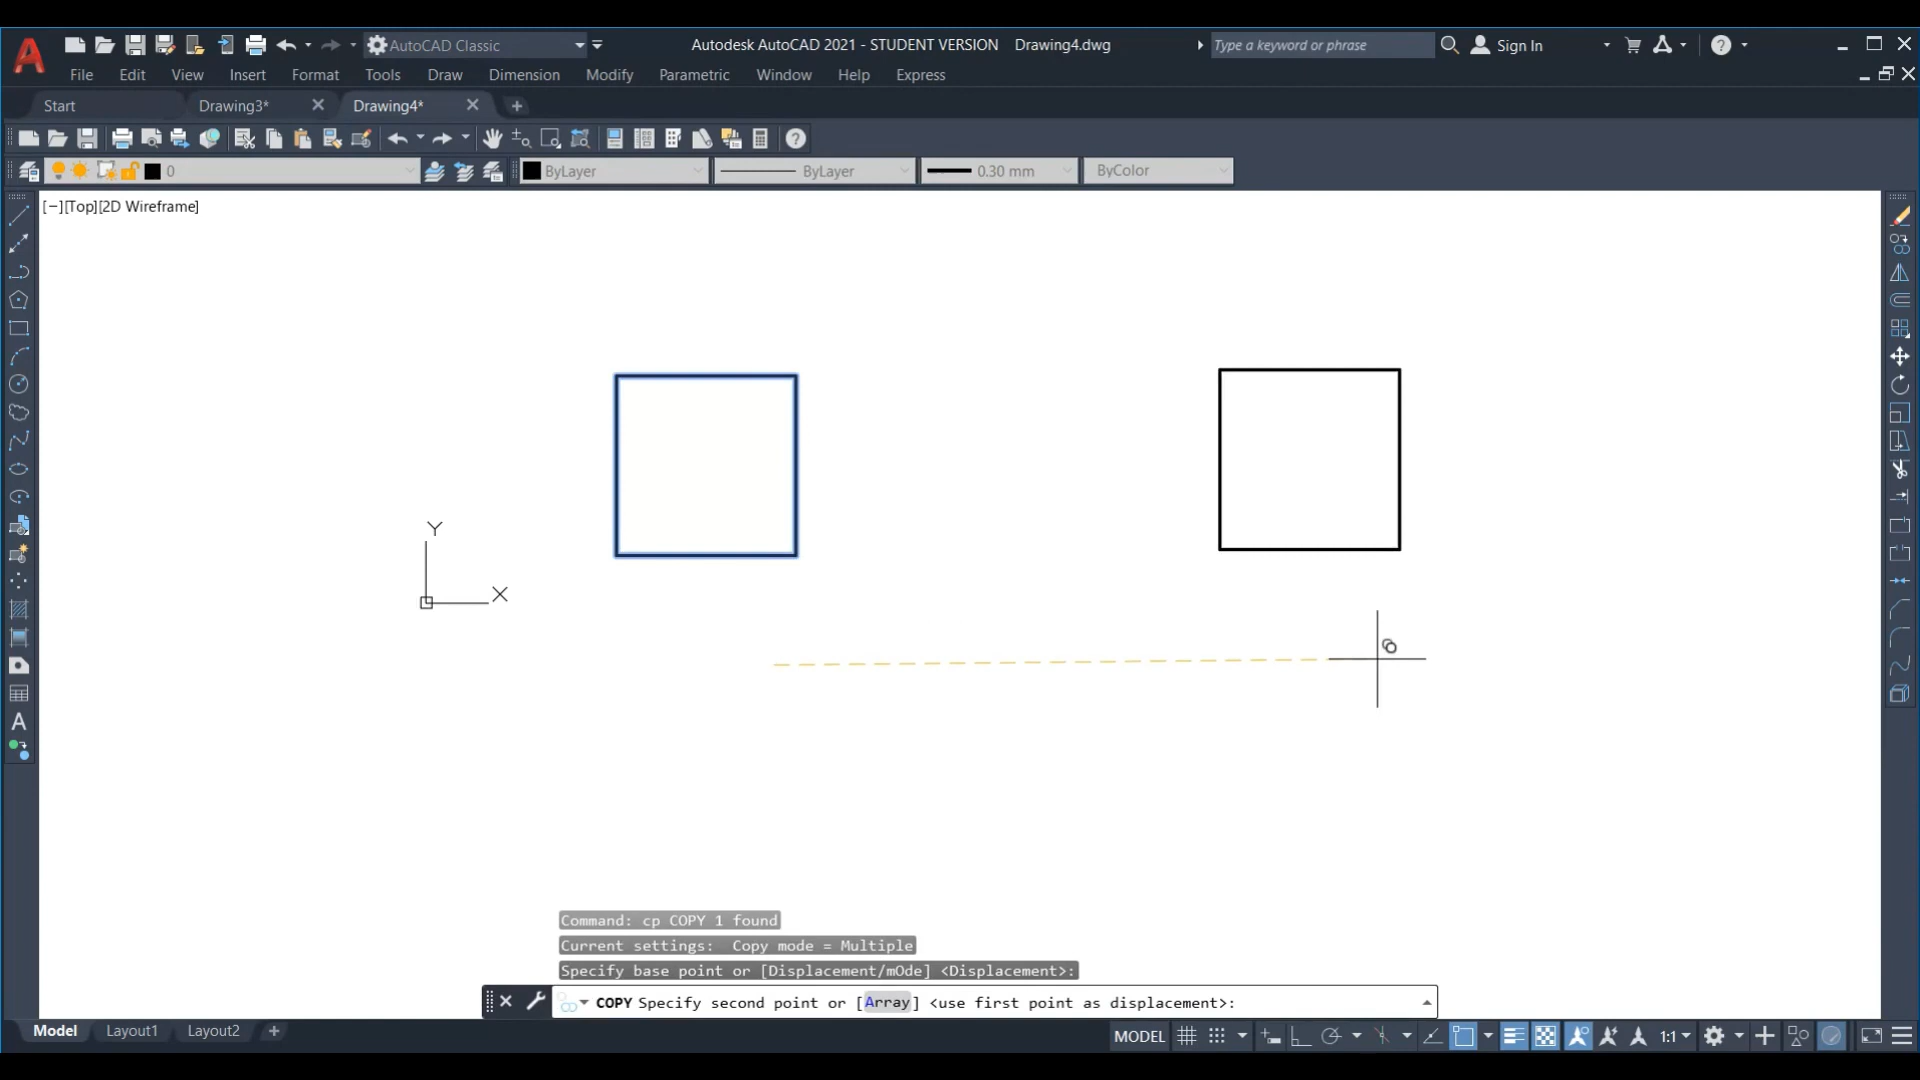 AutoCAD Classic Autodesk AutoCAD 2021 - STUDENT VERSION Drawing4.dwg Type a keyword or phrase Sign In
File Edit View Insert Format Tools Draw Dimension Modify Parametric Window Help Express
Start Drawing3* Drawing4*
0 ByLayer ByLayer 0.30 mm ByColor
[−][Top][2D Wireframe]
Y
X
A
Command: cp COPY 1 found
Current settings: Copy mode = Multiple
Specify base point or [Displacement/mOde] <Displacement>:
COPY Specify second point or [Array] <use first point as displacement>:
Model Layout1 Layout2 MODEL 1:1